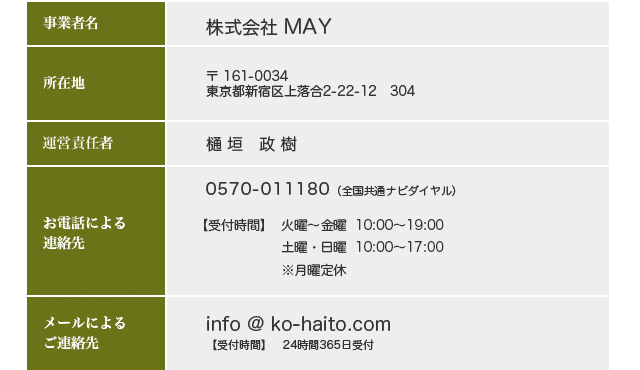 事業者名
株式会社 MAY
所在地
〒 161-0034
東京都新宿区上落合2-22-12　304
運営責任者
樋 垣　政 樹
お電話による
連絡先
0570-011180（全国共通ナビダイヤル）
【受付時間】　火曜～金曜　10:00～19:00
土曜・日曜　10:00～17:00
※月曜定休
メールによる
ご連絡先
info @ ko-haito.com
【受付時間】　24時間365日受付